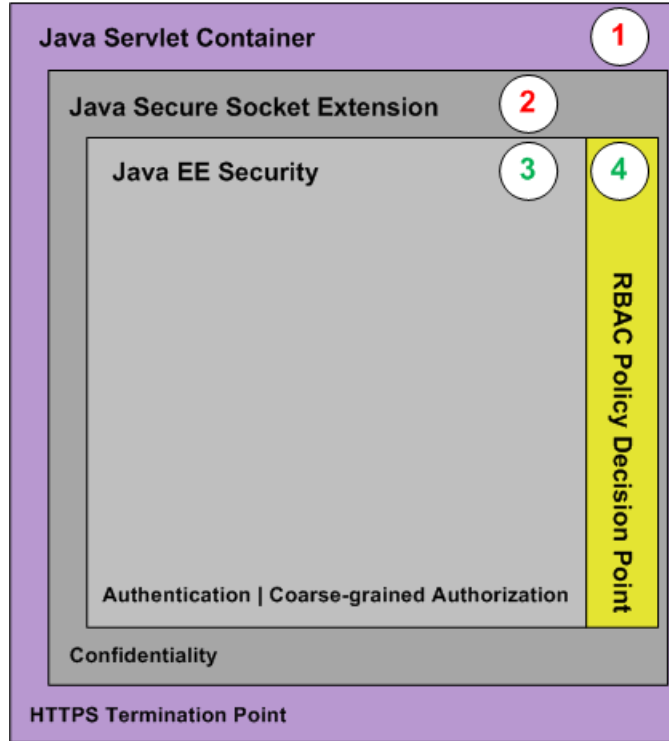 Java Servlet Container
1
Java Secure Socket Extension
2
Java EE Security
3
4
RBAC Policy Decision Point
Authentication | Coarse-grained Authorization
Confidentiality
HTTPS Termination Point